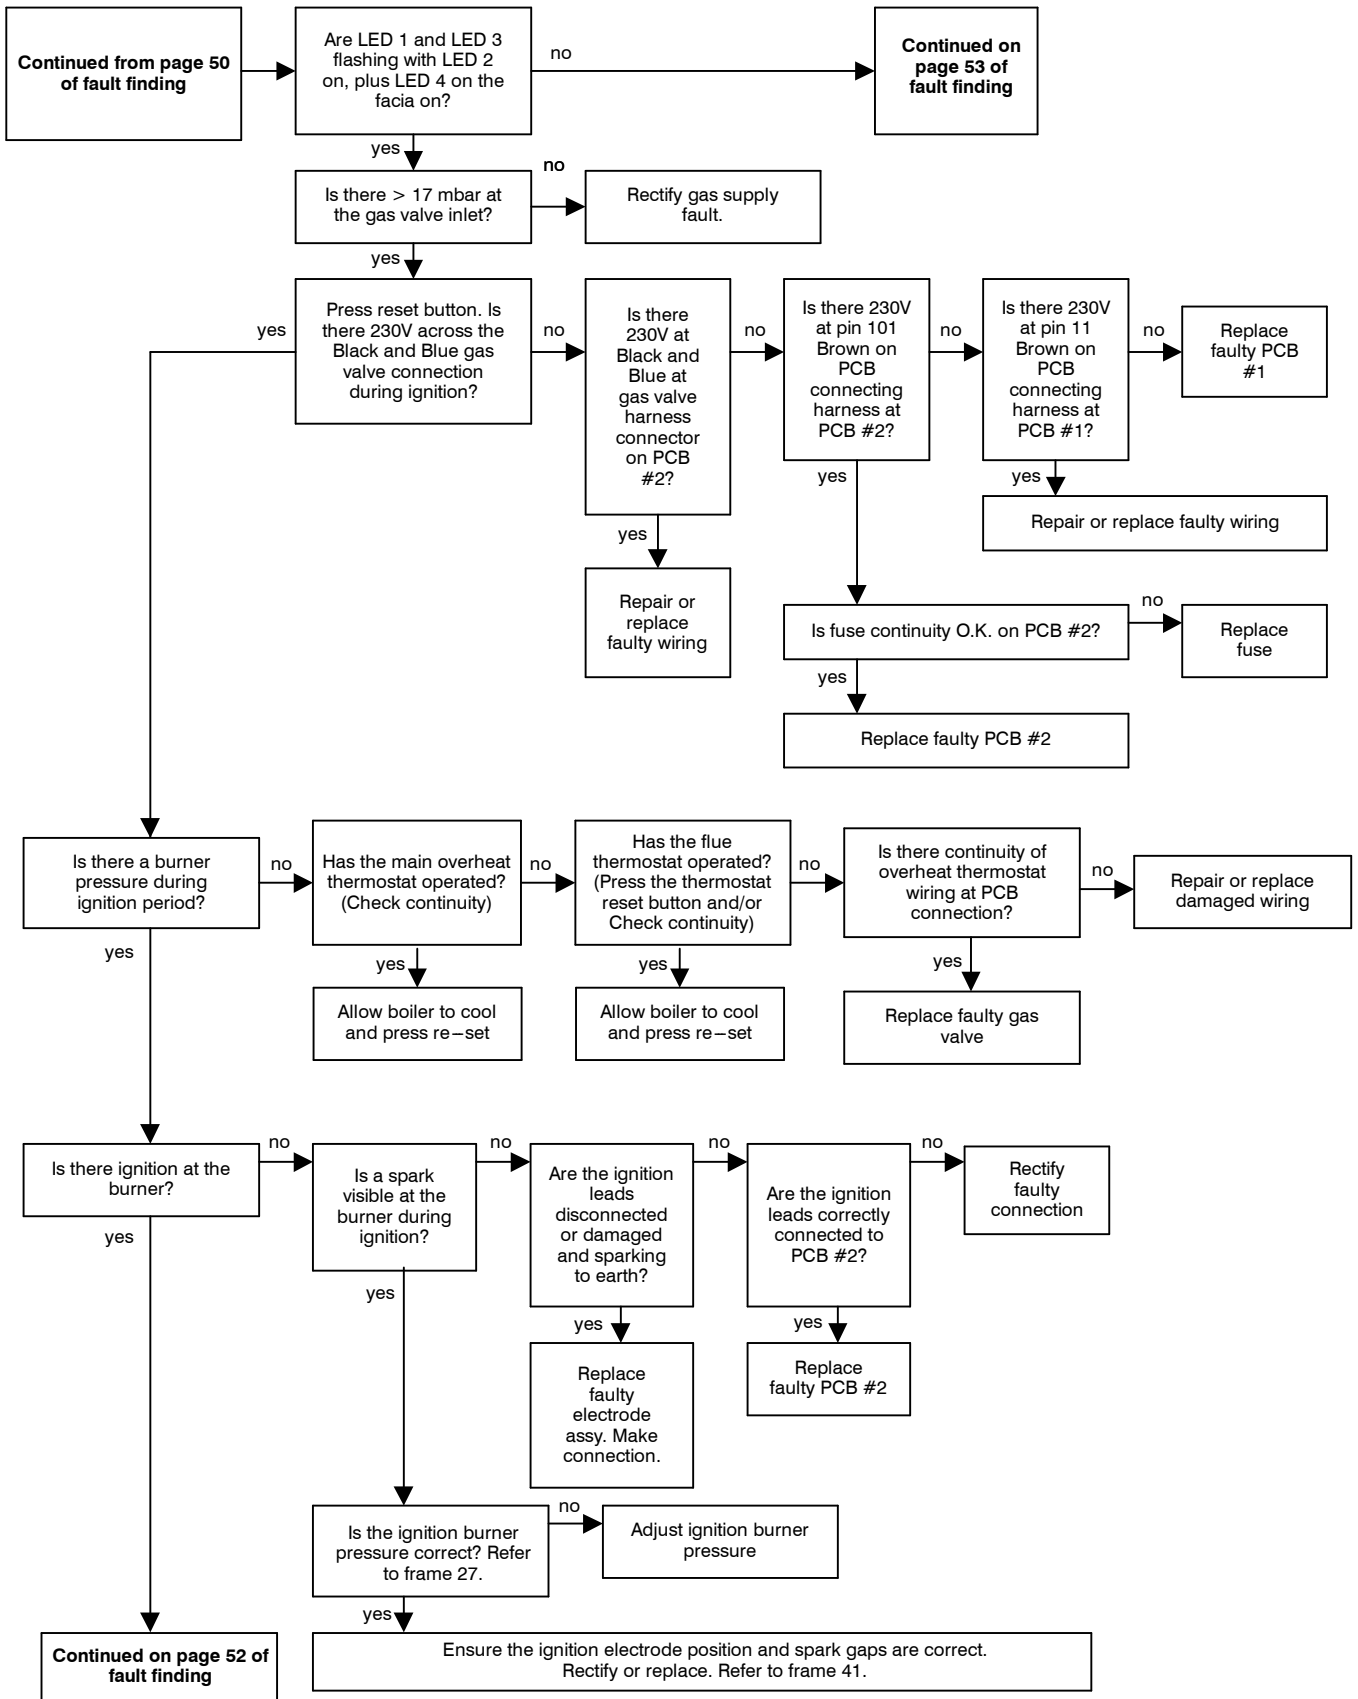 Continued from page 50
of fault finding
Are LED 1 and LED 3
flashing with LED 2
on, plus LED 4 on the
facia on?
no
Continued on
page 53 of
fault finding
yes
Is there > 17 mbar at
the gas valve inlet?
no
Rectify gas supply
fault.
yes
Press reset button. Is
there 230V across the
Black and Blue gas
valve connection
during ignition?
yes
no
Is there
230V at
Black and
Blue at
gas valve
harness
connector
on PCB
#2?
no
Is there 230V
at pin 101
Brown on
PCB
connecting
harness at
PCB #2?
no
Is there 230V
at pin 11
Brown on
PCB
connecting
harness at
PCB #1?
no
Replace
faulty PCB
#1
yes
Repair or replace faulty wiring
yes
Repair or
replace
faulty wiring
yes
Is fuse continuity O.K. on PCB #2?
no
Replace
fuse
yes
Replace faulty PCB #2
Is there a burner
pressure during
ignition period?
no
Has the main overheat
thermostat operated?
(Check continuity)
no
Has the flue
thermostat operated?
(Press the thermostat
reset button and/or
Check continuity)
no
Is there continuity of
overheat thermostat
wiring at PCB
connection?
no
Repair or replace
damaged wiring
yes
yes
Allow boiler to cool
and press re-set
yes
Allow boiler to cool
and press re-set
yes
Replace faulty gas
valve
Is there ignition at the
burner?
no
Is a spark
visible at the
burner during
ignition?
no
Are the ignition
leads
disconnected
or damaged
and sparking
to earth?
no
Are the ignition
leads correctly
connected to
PCB #2?
no
Rectify
faulty
connection
yes
yes
yes
Replace
faulty
electrode
assy. Make
connection.
yes
Replace
faulty PCB #2
Is the ignition burner
pressure correct? Refer
to frame 27.
no
Adjust ignition burner
pressure
yes
Continued on page 52 of
fault finding
Ensure the ignition electrode position and spark gaps are correct.
Rectify or replace. Refer to frame 41.